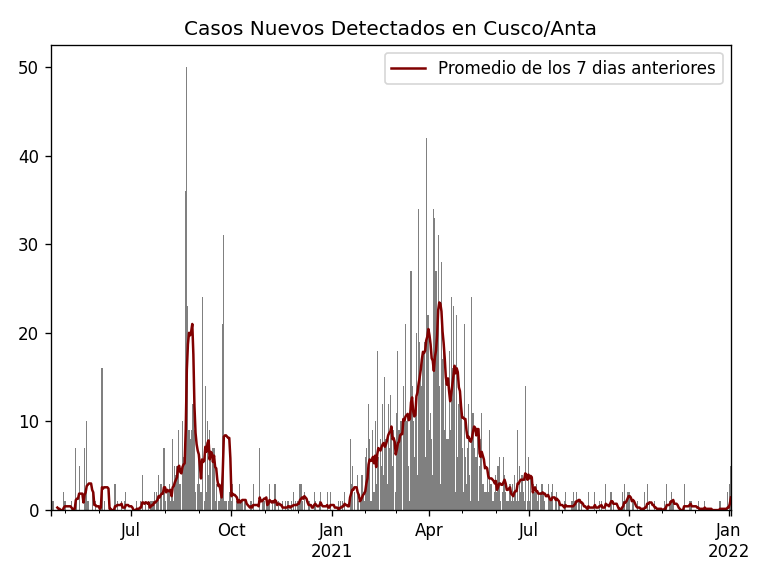 Casos Nuevos Detectados en Cusco/Anta
Promedio de los 7 dias anteriores
50
40
30
20
10
0
Jul Oct Jan Apr Jul Oct Jan
2021 2022